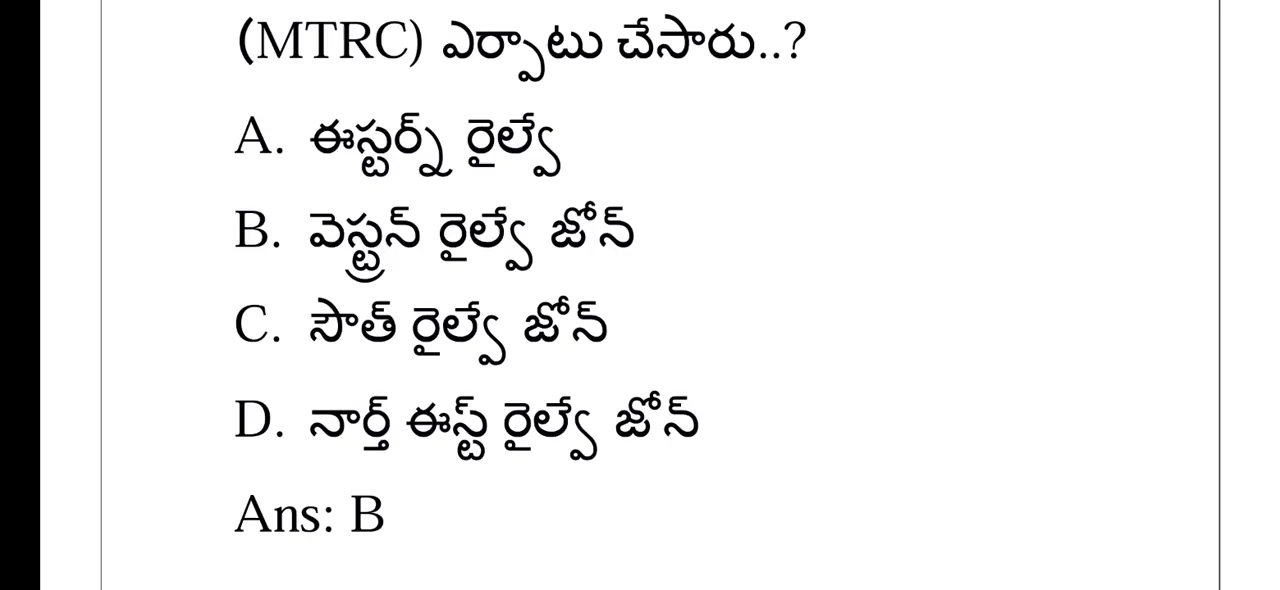 (MTRC) ఎర్పాటు చేసారు..?
A. ఈస్టర్న్ రైల్వే
B. వెస్ట్రన్ రైల్వే జోన్
C. సౌత్ రైల్వే జోన్
D. నార్త్ ఈస్ట్ రైల్వే జోన్
Ans: B